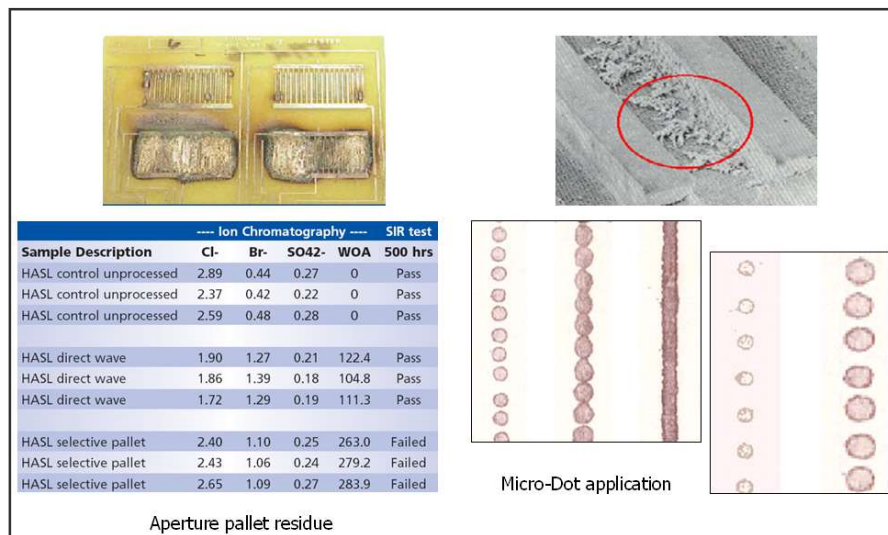 ---- Ion Chromatography ---- SIR test
Sample Description Cl- Br- SO42- WOA 500 hrs
HASL control unprocessed 2.89 0.44 0.27 0 Pass
HASL control unprocessed 2.37 0.42 0.22 0 Pass
HASL control unprocessed 2.59 0.48 0.28 0 Pass
HASL direct wave 1.90 1.27 0.21 122.4 Pass
HASL direct wave 1.86 1.39 0.18 104.8 Pass
HASL direct wave 1.72 1.29 0.19 111.3 Pass
HASL selective pallet 2.40 1.10 0.25 263.0 Failed
HASL selective pallet 2.43 1.06 0.24 279.2 Failed
HASL selective pallet 2.65 1.09 0.27 283.9 Failed
Aperture pallet residue
Micro-Dot application